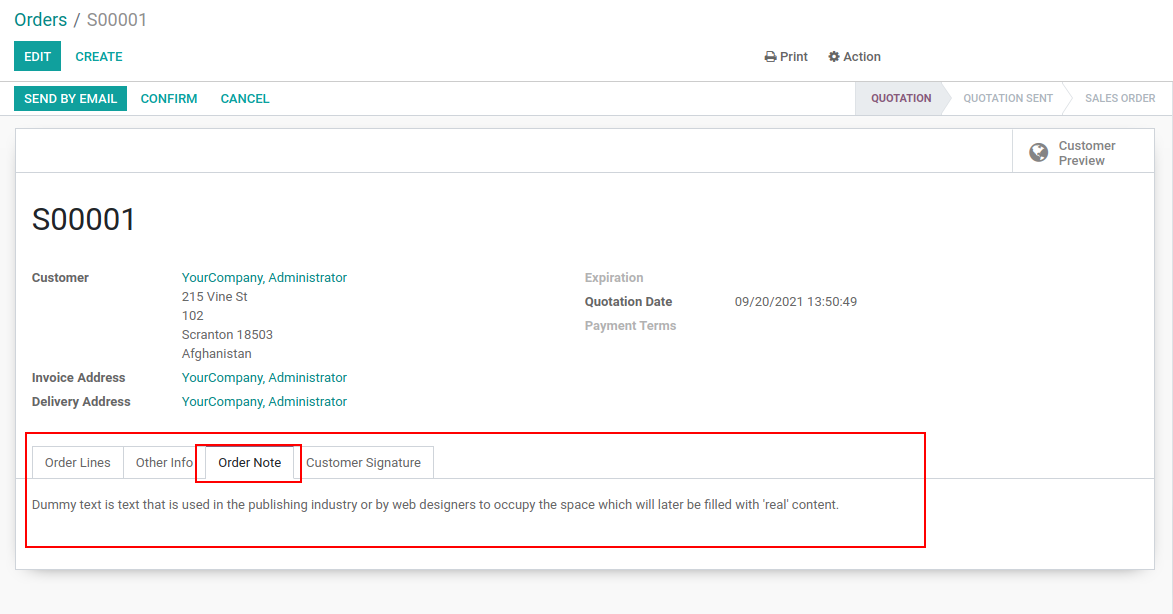 Orders / S00001
EDIT CREATE Print Action
SEND BY EMAIL CONFIRM CANCEL QUOTATION QUOTATION SENT SALES ORDER
Customer
Preview
S00001
Customer YourCompany, Administrator Expiration
215 Vine St
Quotation Date 09/20/2021 13:50:49
102
Payment Terms
Scranton 18503
Afghanistan
Invoice Address YourCompany, Administrator
Delivery Address YourCompany, Administrator
Order Lines Other Info Order Note Customer Signature
Dummy text is text that is used in the publishing industry or by web designers to occupy the space which will later be filled with 'real' content.